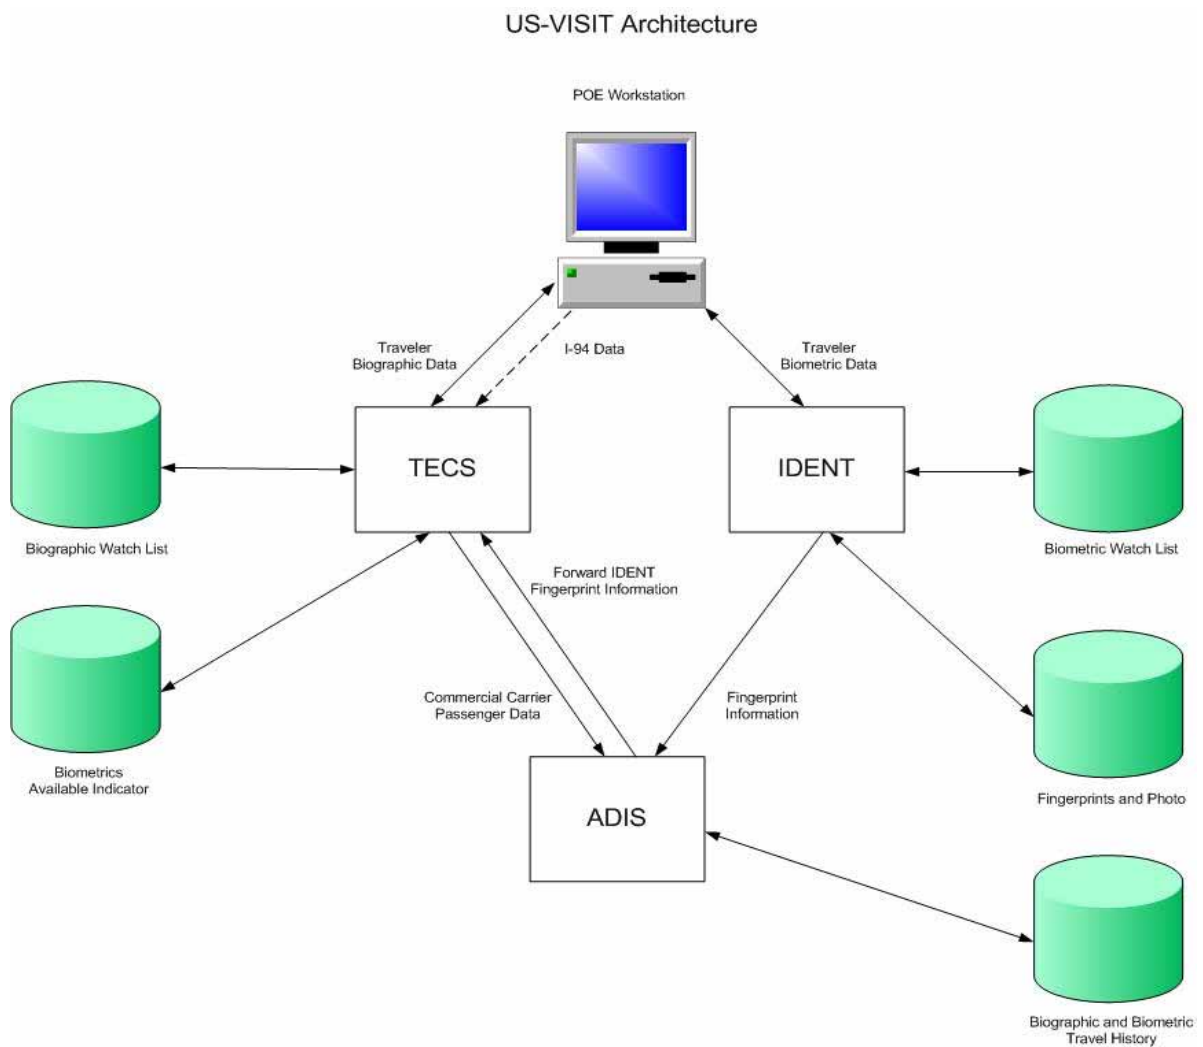 US-VISIT Architecture
POE Workstation
Traveler
Biographic Data
I-94 Data
Traveler
Biometric Data
TECS
IDENT
Biographic Watch List
Biometric Watch List
Forward IDENT
Fingerprint Information
Commercial Carrier
Passenger Data
Fingerprint
Information
Biometrics
Available Indicator
Fingerprints and Photo
ADIS
Biographic and Biometric
Travel History